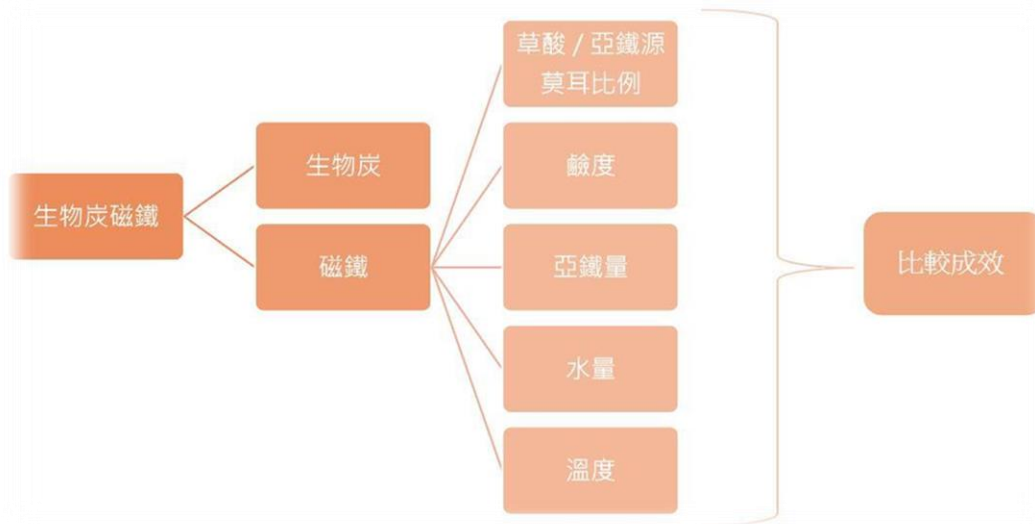 生物炭磁鐵
生物炭
磁鐵
草酸 / 亞鐵源
莫耳比例
鹼度
亞鐵量
水量
溫度
比較成效